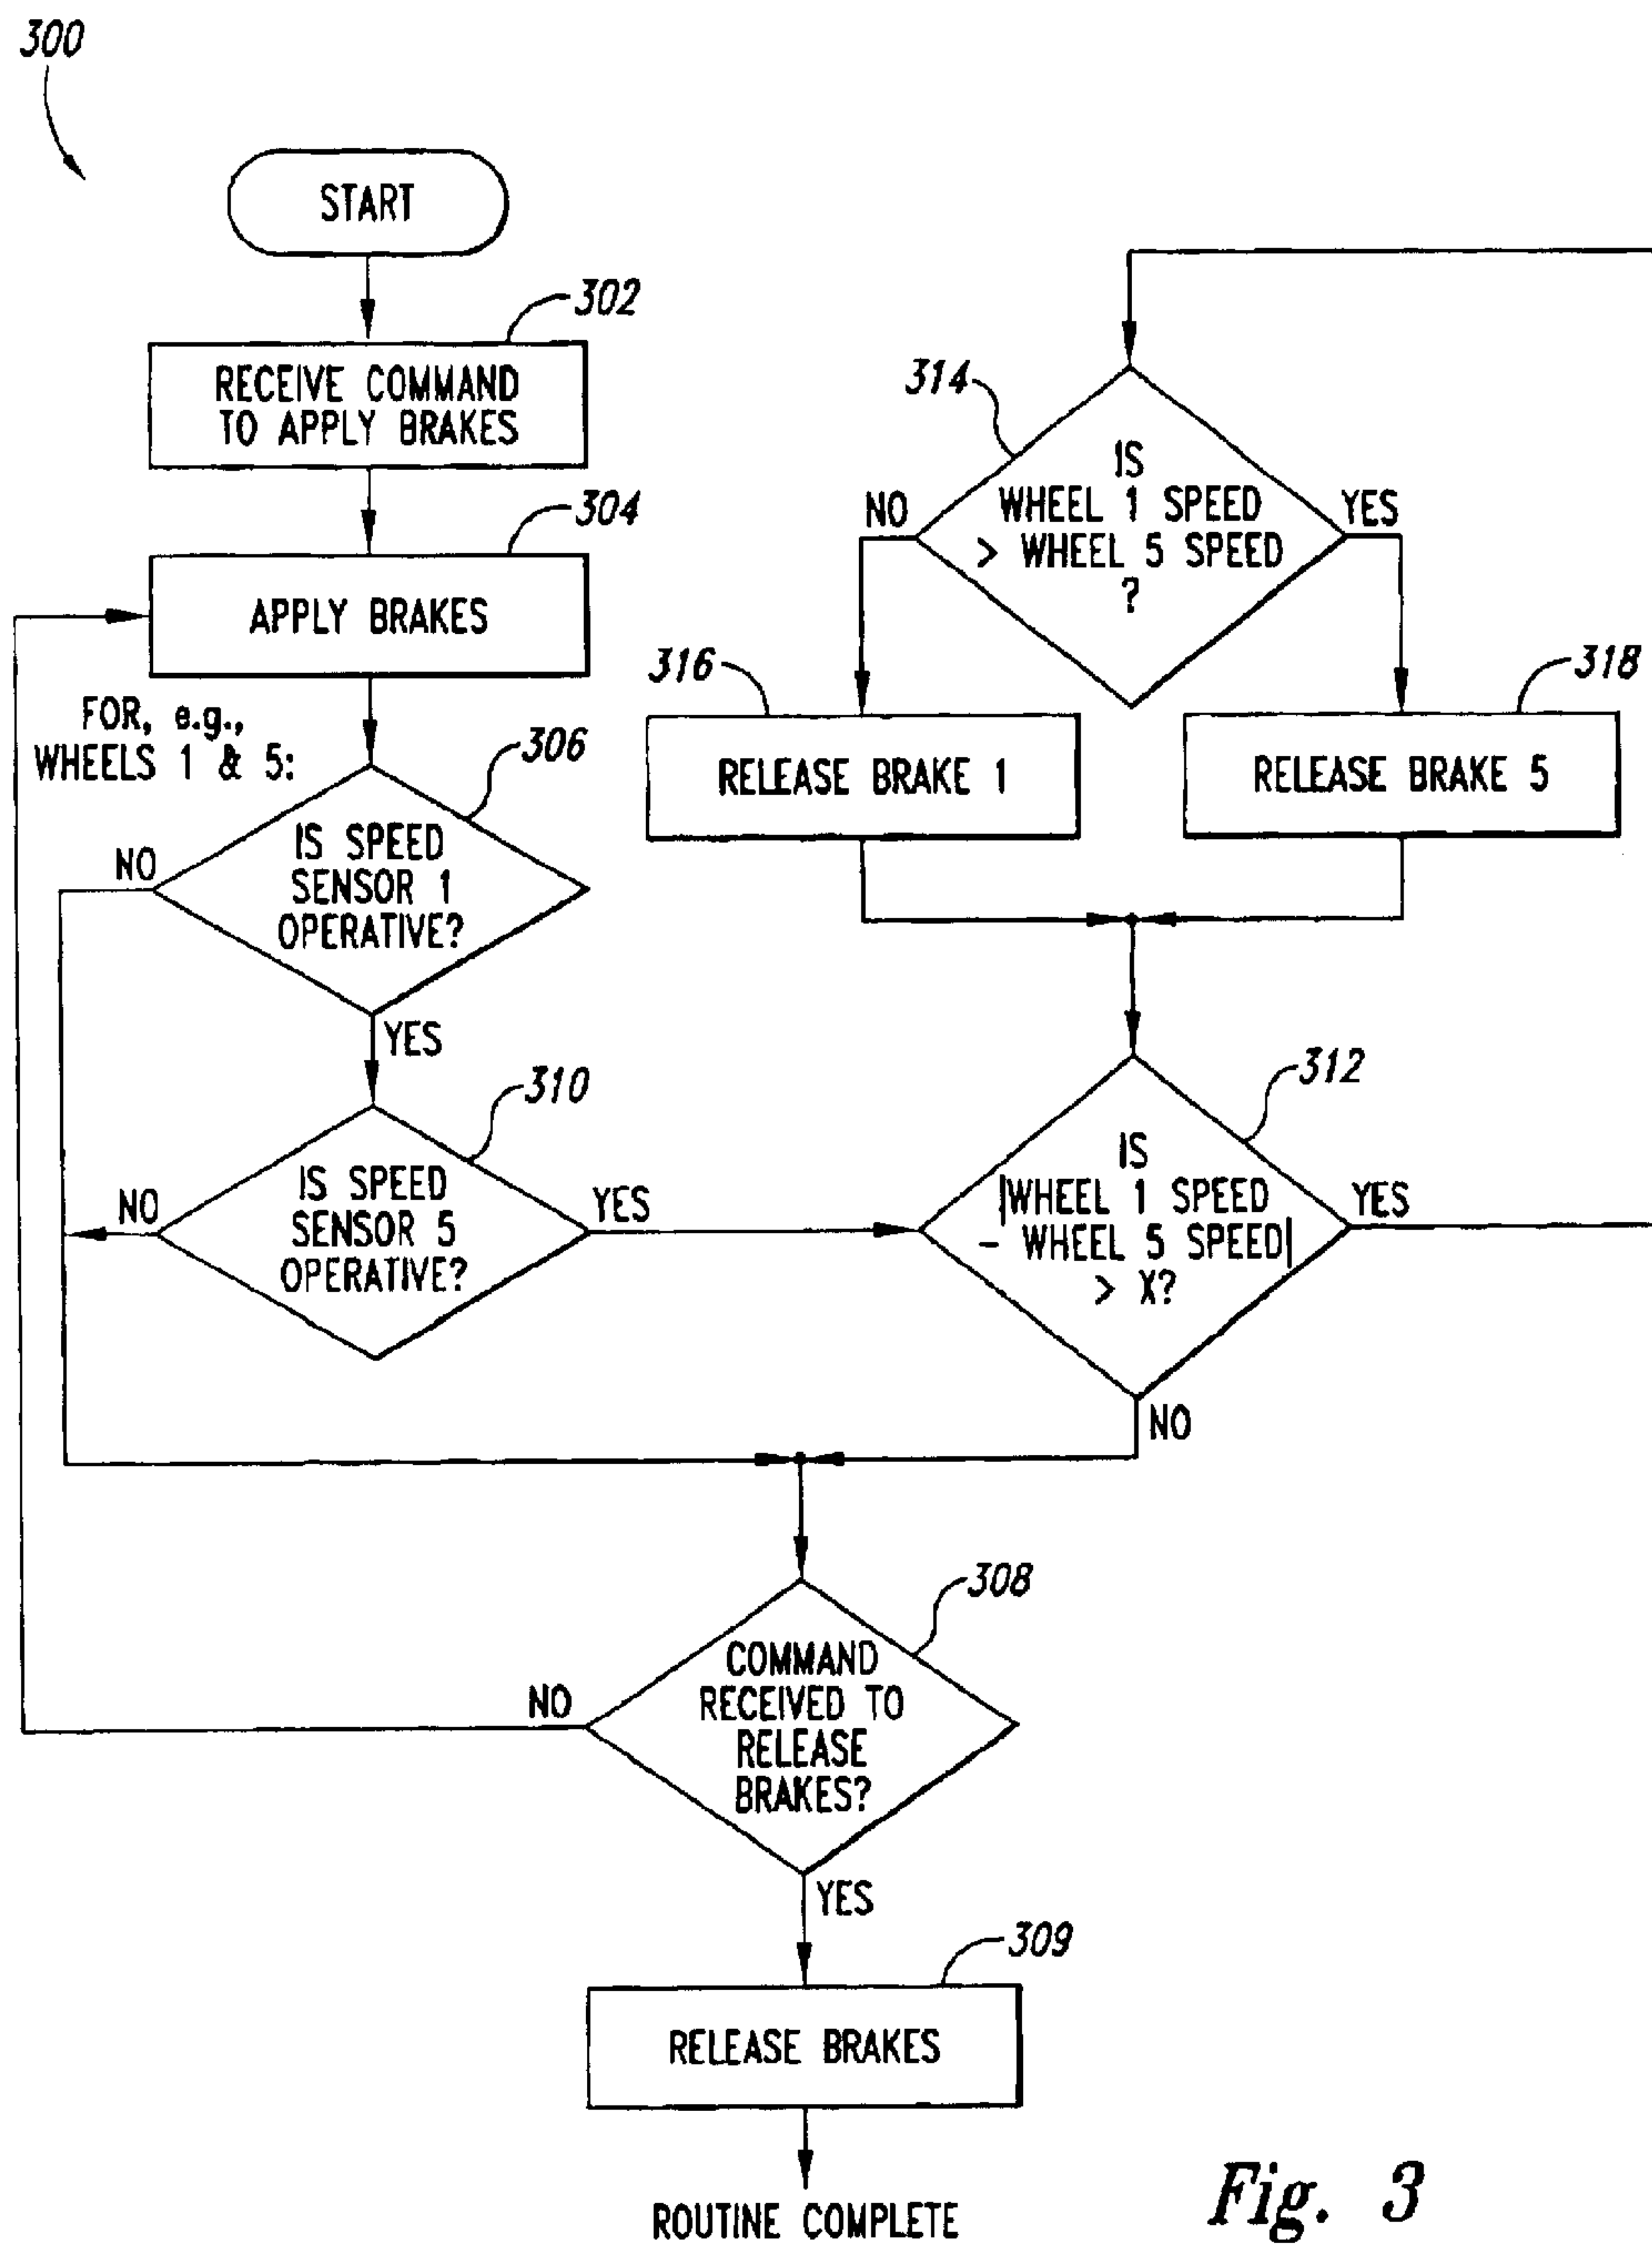 300
START
302
RECEIVE COMMAND
TO APPLY BRAKES
304
APPLY BRAKES
FOR, e.g.,
WHEELS 1 & 5:
306
IS SPEED
SENSOR 1
OPERATIVE?
NO
YES
310
IS SPEED
SENSOR 5
OPERATIVE?
NO
YES
314
IS
WHEEL 1 SPEED
> WHEEL 5 SPEED
?
NO
YES
316
RELEASE BRAKE 1
318
RELEASE BRAKE 5
312
IS
|WHEEL 1 SPEED
- WHEEL 5 SPEED|
> X?
YES
NO
308
COMMAND
RECEIVED TO
RELEASE
BRAKES?
NO
YES
309
RELEASE BRAKES
ROUTINE COMPLETE
Fig. 3